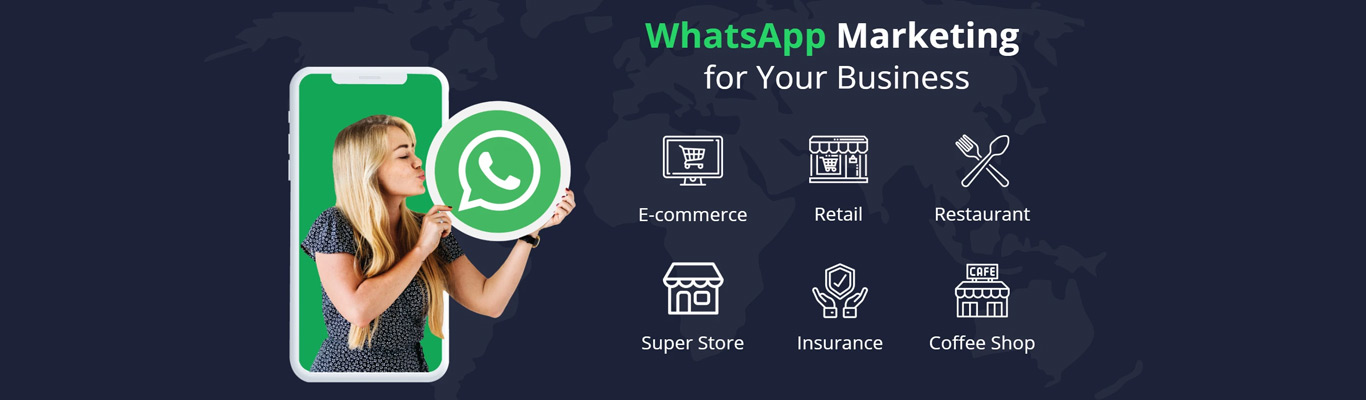 WhatsApp Marketing
for Your Business
E-commerce
Retail
Restaurant
CAFE
Super Store
Insurance
Coffee Shop